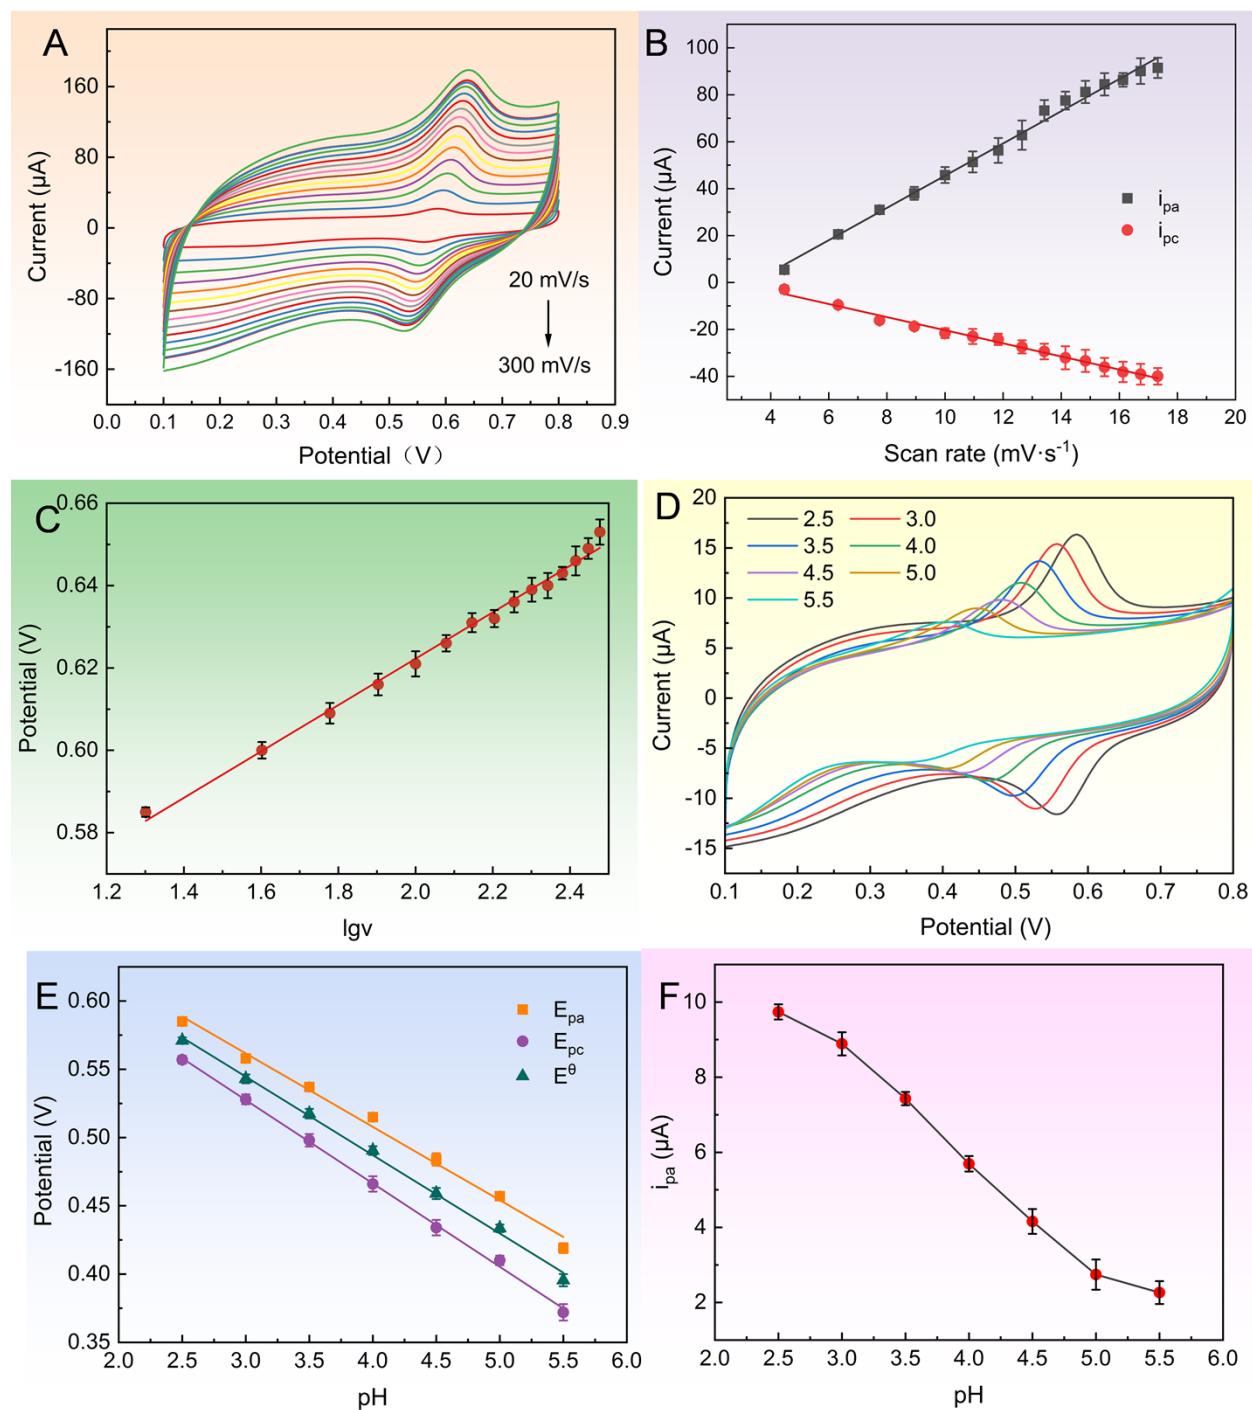 A
Current (μA)
160
80
0
-80
-160
20 mV/s
300 mV/s
0.0 0.1 0.2 0.3 0.4 0.5 0.6 0.7 0.8 0.9
Potential（V）
B
Current (μA)
100
80
60
40
20
0
-20
-40
ipa
ipc
4 6 8 10 12 14 16 18 20
Scan rate (mV·s-1)
C
Potential (V)
0.66
0.64
0.62
0.60
0.58
1.2 1.4 1.6 1.8 2.0 2.2 2.4
lgv
D
Current (μA)
20
15
10
5
0
-5
-10
-15
2.5 3.0
3.5 4.0
4.5 5.0
5.5
0.1 0.2 0.3 0.4 0.5 0.6 0.7 0.8
Potential (V)
E
Potential (V)
0.60
0.55
0.50
0.45
0.40
0.35
Epa
Epc
Eθ
2.0 2.5 3.0 3.5 4.0 4.5 5.0 5.5 6.0
pH
F
ipa (μA)
10
8
6
4
2
2.0 2.5 3.0 3.5 4.0 4.5 5.0 5.5 6.0
pH